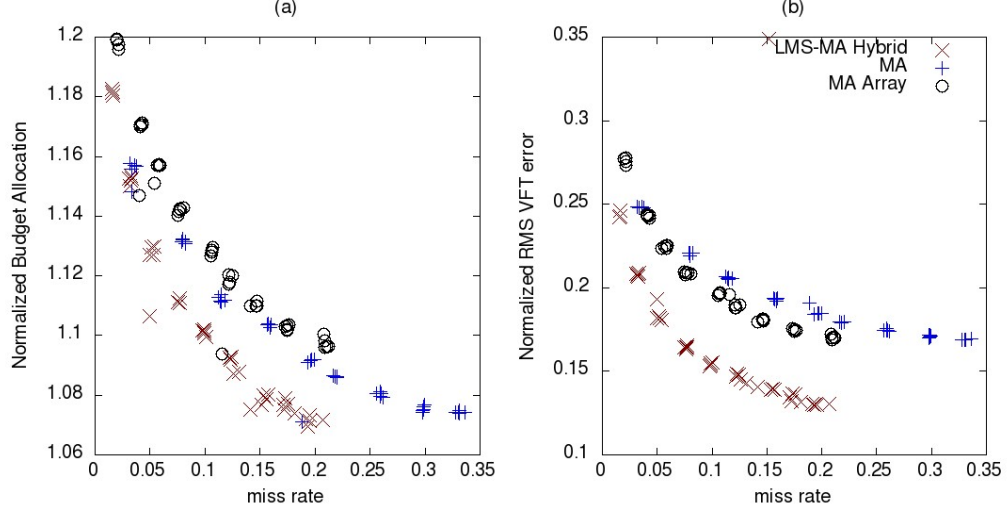 (a)
Normalized Budget Allocation
1.2
1.18
1.16
1.14
1.12
1.1
1.08
1.06
0 0.05 0.1 0.15 0.2 0.25 0.3 0.35
miss rate
(b)
Normalized RMS VFT error
0.35
0.3
0.25
0.2
0.15
0.1
LMS-MA Hybrid
MA
MA Array
0 0.05 0.1 0.15 0.2 0.25 0.3 0.35
miss rate